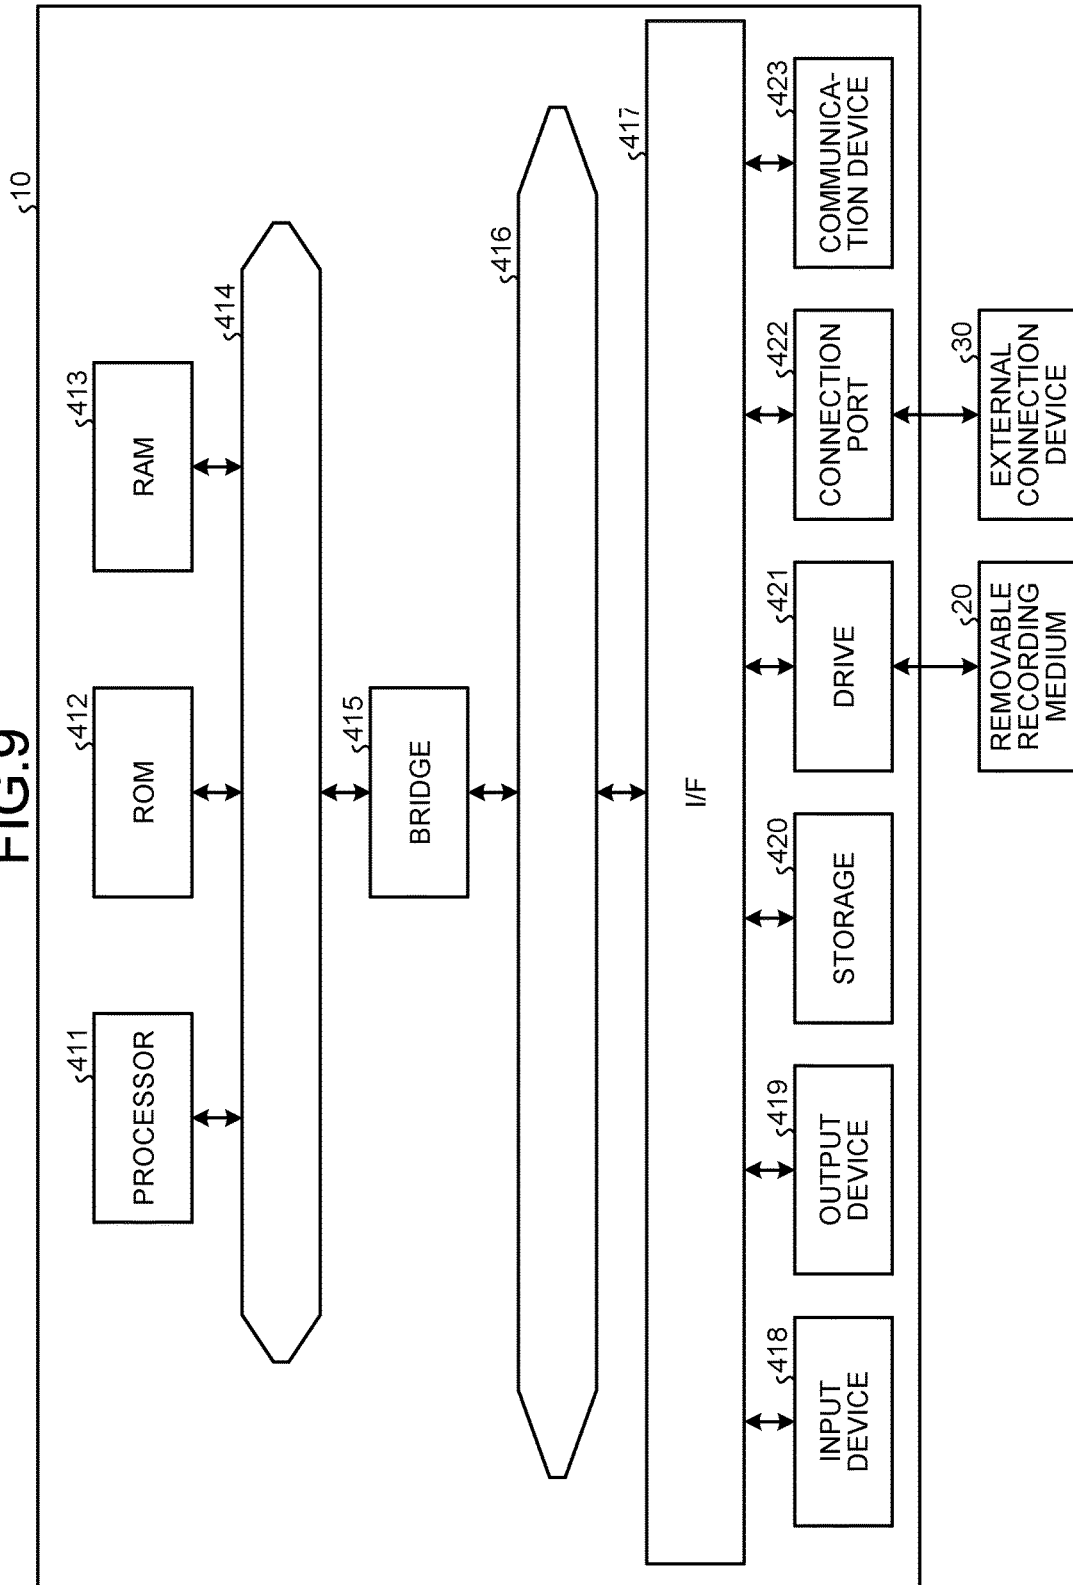 FIG.9
10
411
PROCESSOR
412
ROM
413
RAM
414
415
BRIDGE
416
417
I/F
418
INPUT
DEVICE
419
OUTPUT
DEVICE
420
STORAGE
421
DRIVE
422
CONNECTION
PORT
423
COMMUNICA-
TION DEVICE
20
REMOVABLE
RECORDING
MEDIUM
30
EXTERNAL
CONNECTION
DEVICE